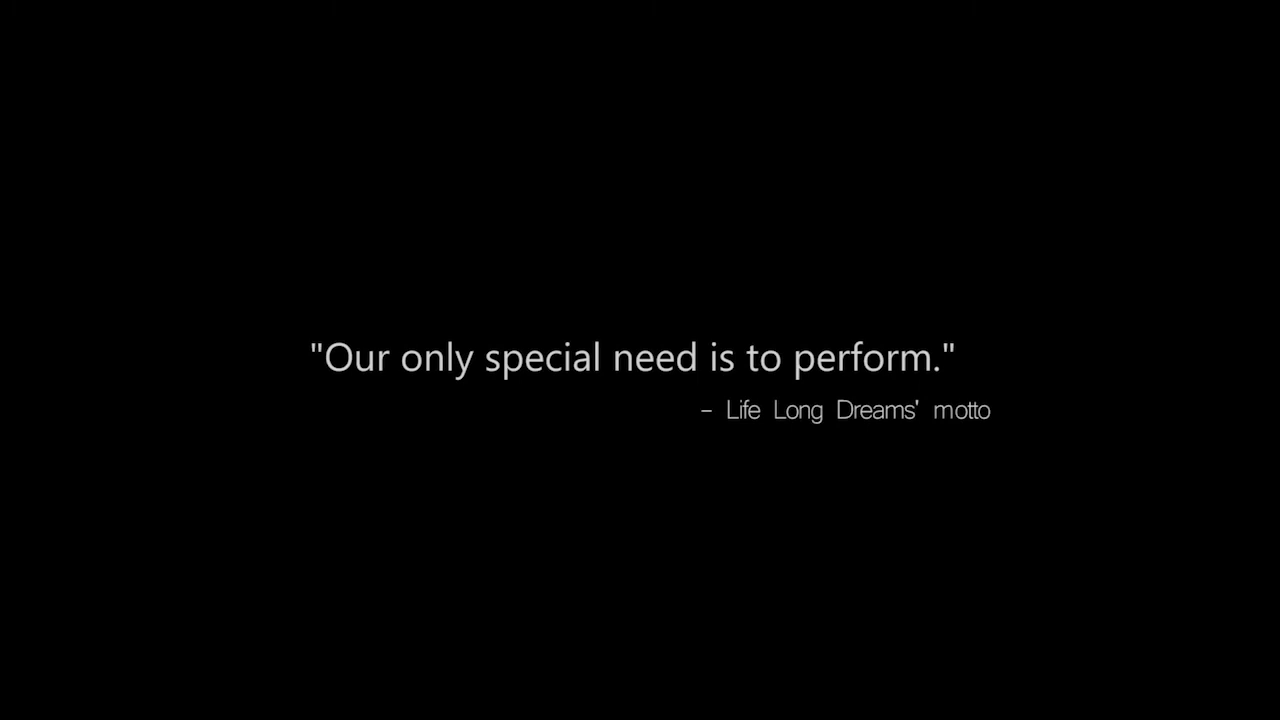 "Our only special need is to perform."
- Life Long Dreams' motto